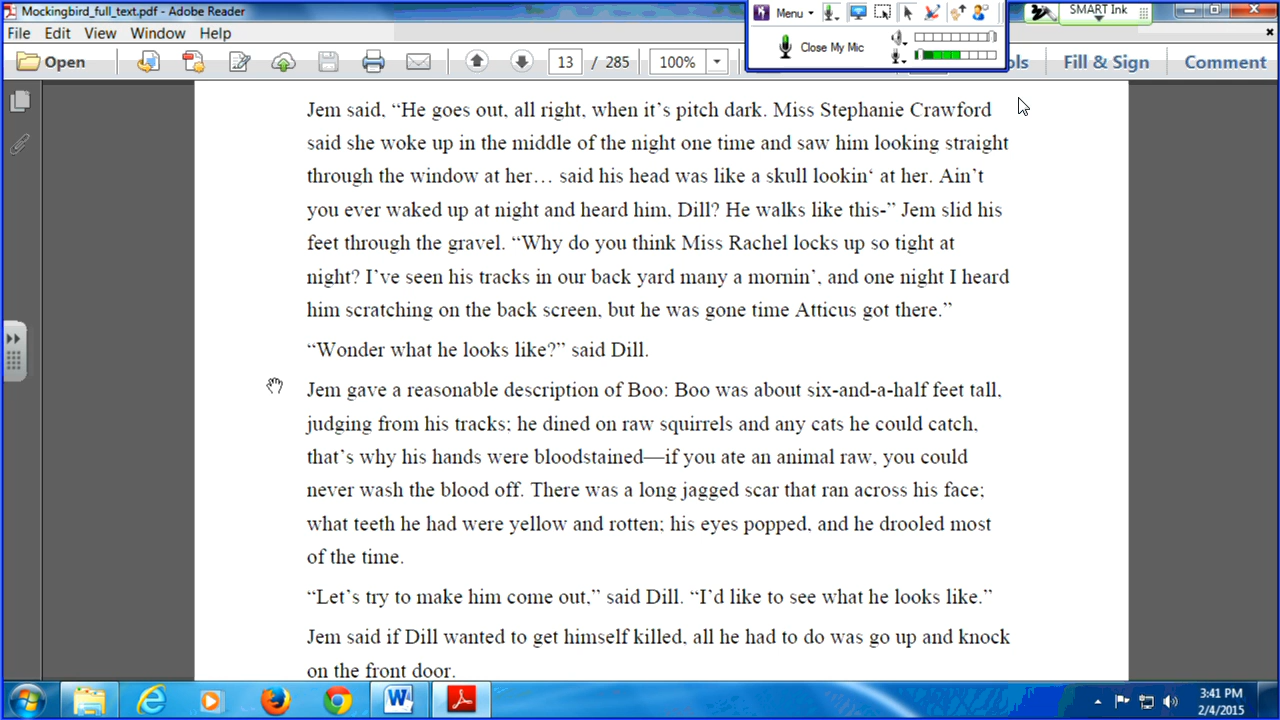 Mockingbird_full_text.pdf - Adobe Reader
Menu
SMART Ink
File Edit View Window Help
Close My Mic
Open
13 / 285
100%
Fill & Sign
Comment
Jem said, “He goes out, all right, when it’s pitch dark. Miss Stephanie Crawford
said she woke up in the middle of the night one time and saw him looking straight
through the window at her… said his head was like a skull lookin‘ at her. Ain’t
you ever waked up at night and heard him, Dill? He walks like this-” Jem slid his
feet through the gravel. “Why do you think Miss Rachel locks up so tight at
night? I’ve seen his tracks in our back yard many a mornin’, and one night I heard
him scratching on the back screen, but he was gone time Atticus got there.”
“Wonder what he looks like?” said Dill.
Jem gave a reasonable description of Boo: Boo was about six-and-a-half feet tall,
judging from his tracks; he dined on raw squirrels and any cats he could catch,
that’s why his hands were bloodstained—if you ate an animal raw, you could
never wash the blood off. There was a long jagged scar that ran across his face;
what teeth he had were yellow and rotten; his eyes popped, and he drooled most
of the time.
“Let’s try to make him come out,” said Dill. “I’d like to see what he looks like.”
Jem said if Dill wanted to get himself killed, all he had to do was go up and knock
on the front door.
3:41 PM
2/4/2015